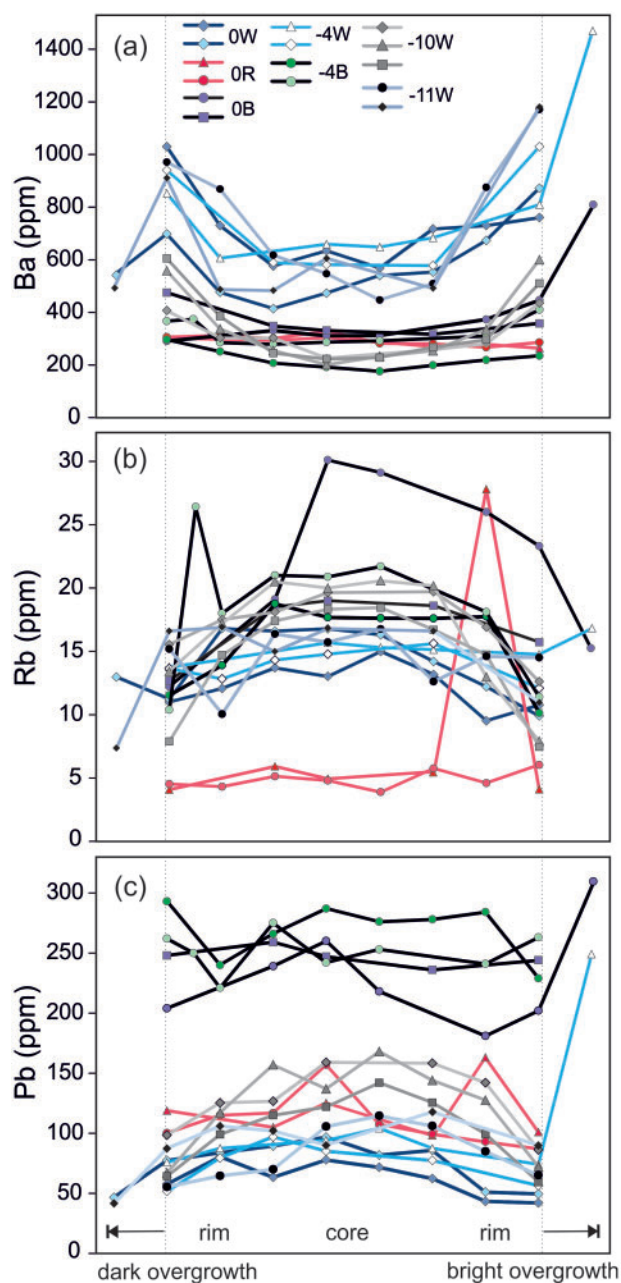 (a)
0W
0R
0B
-4W
-4B
-10W
-11W
Ba (ppm)
1400
1200
1000
800
600
400
200
0
(b)
Rb (ppm)
30
25
20
15
10
5
0
(c)
Pb (ppm)
300
250
200
150
100
50
0
rim core rim
dark overgrowth bright overgrowth